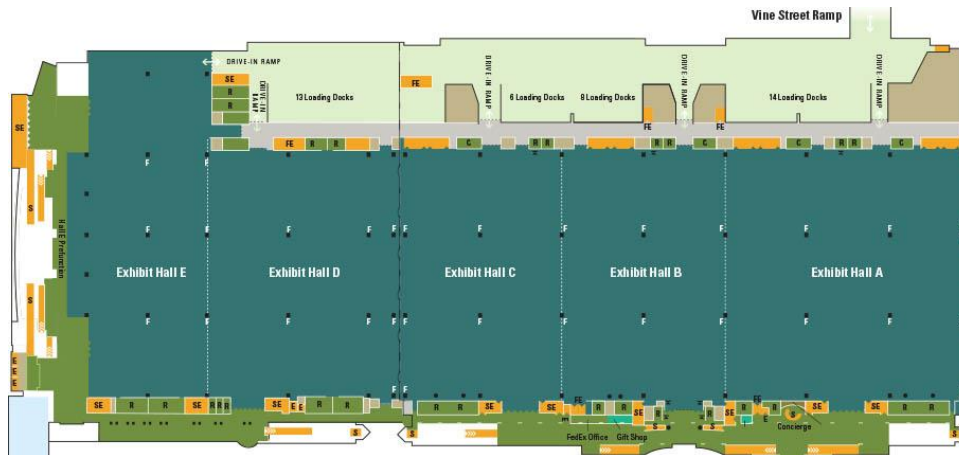 Vine Street Ramp
DRIVE-IN RAMP
SE
R
R
DRIVE-IN
RAMP
13 Loading Docks
FE
DRIVE-IN RAMP
6 Loading Docks
8 Loading Docks
FE
DRIVE-IN RAMP
FE
14 Loading Docks
DRIVE-IN RAMP
SE
FE
R
R
C
R
R
R
R
C
C
R
R
C
F
F
F
F
F
F
F
F
F
F
F
F
F
S
Hall E Prefunction
Exhibit Hall E
Exhibit Hall D
Exhibit Hall C
Exhibit Hall B
Exhibit Hall A
S
F
F
F
F
F
F
F
F
F
F
E
E
E
F
F
SE
R
R
SE
R
R
R
SE
E
E
R
R
R
R
SE
SE
FE
R
R
SE
R
R
SE
R
FE
E
S
SE
SE
R
R
S
S
S
S
S
FedEx Office
Gift Shop
Concierge